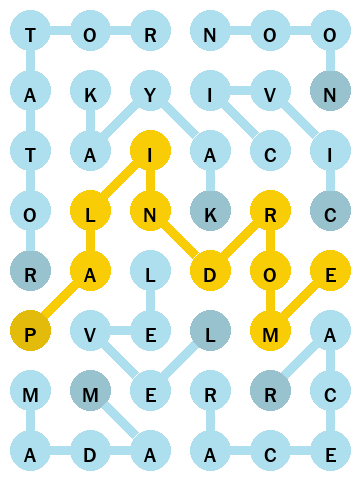 T O R N O O
A K Y I V N
T A I A C I
O L N K R C
R A L D O E
P V E L M A
M M E R R C
A D A A C E